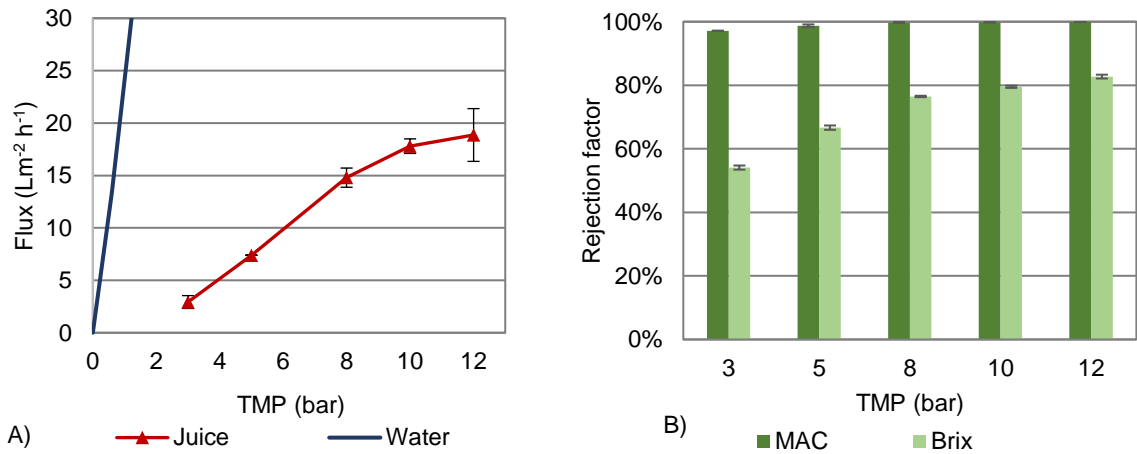 30
25
20
15
10
5
0
Flux (Lm-2 h-1)
0 2 4 6 8 10 12
TMP (bar)
A)
Juice Water
100%
80%
60%
40%
20%
0%
Rejection factor
3 5 8 10 12
TMP (bar)
B)
MAC Brix